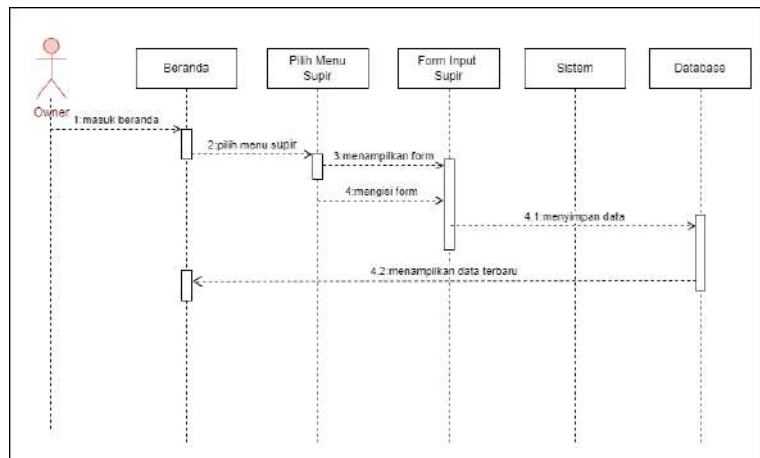 Beranda
Pilih Menu
Supir
Form Input
Supir
Sistem
Database
Owner
1:masuk beranda
2:pilih menu supir
3:menampilkan form
4:mengisi form
4.1:menyimpan data
4.2:menampilkan data terbaru